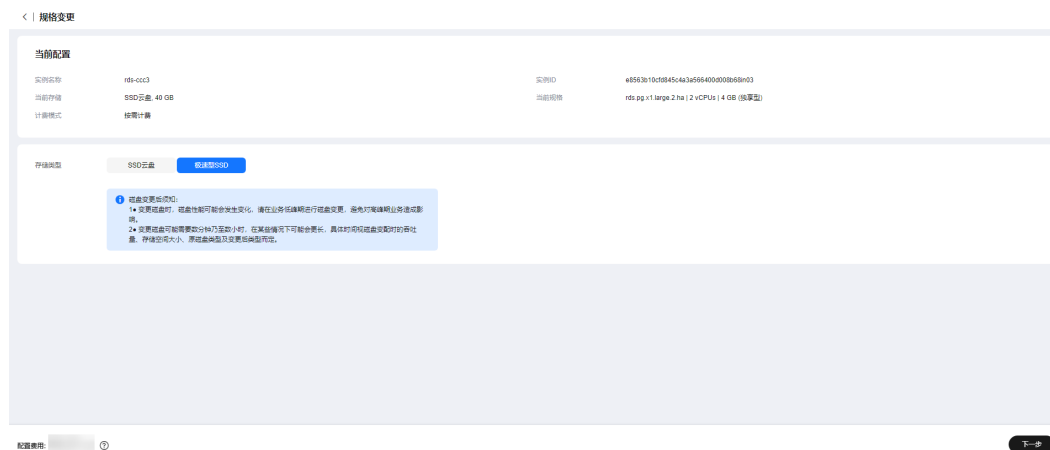 < | 规格变更
当前配置
实例名称 rds-ccc3 实例ID e8563b10cfd845c4a3a566400d008b68in03
当前存储 SSD云盘, 40 GB 当前规格 rds.pg.x1.large.2.ha | 2 vCPUs | 4 GB (独享型)
计费模式 按需计费
存储类型 SSD云盘 极速型SSD
磁盘变更后须知:
1• 变更磁盘时，磁盘性能可能会发生变化，请在业务低峰期进行磁盘变更，避免对高峰期业务造成影
响。
2• 变更磁盘可能需要数分钟乃至数小时，在某些情况下可能会更长，具体时间视磁盘变配时的吞吐
量、存储空间大小、原磁盘类型及变更后类型而定。
配置费用: ?
下一步